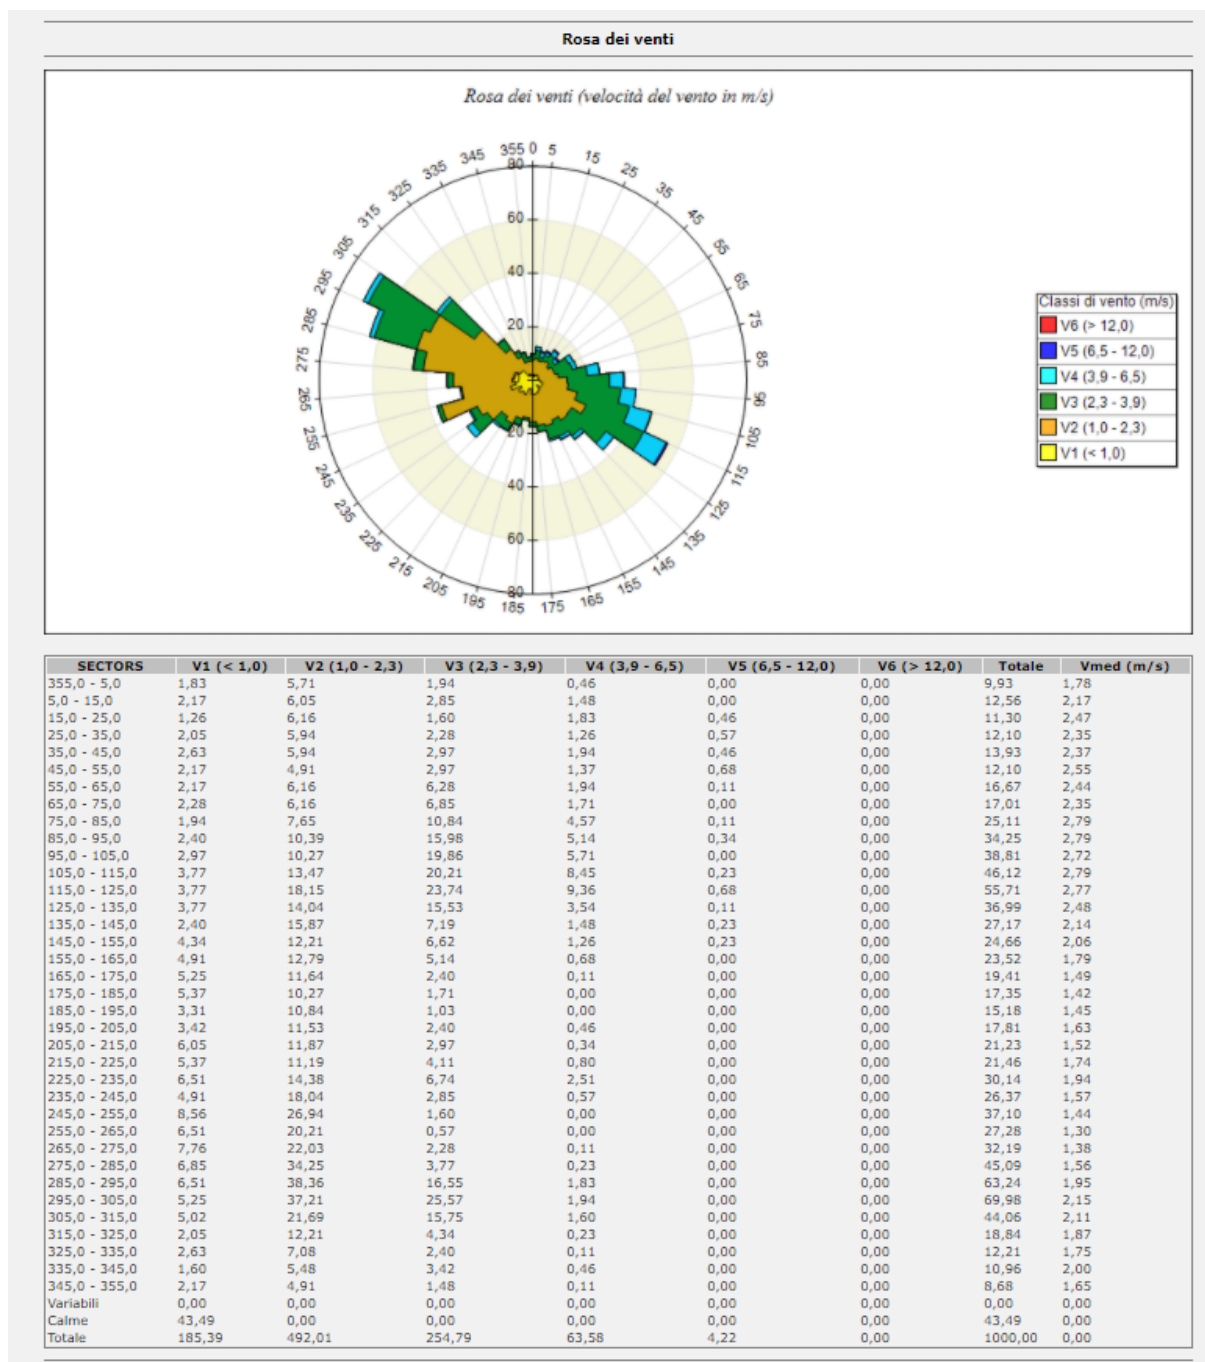 Rosa dei venti
Rosa dei venti (velocità del vento in m/s)
355 0 5 15 25 35 45 55 65 75 85 95 105 115 125 135 145 155 165 175 185 195 205 215 225 235 245 255 265 275 285 295 305 315 325 335 345
80
60
40
20
20
40
60
80
Classi di vento (m/s)
V6 (> 12,0)
V5 (6,5 - 12,0)
V4 (3,9 - 6,5)
V3 (2,3 - 3,9)
V2 (1,0 - 2,3)
V1 (< 1,0)
SECTORS V1 (< 1,0) V2 (1,0 - 2,3) V3 (2,3 - 3,9) V4 (3,9 - 6,5) V5 (6,5 - 12,0) V6 (> 12,0) Totale Vmed (m/s)
355,0 - 5,0 1,83 5,71 1,94 0,46 0,00 0,00 9,93 1,78
5,0 - 15,0 2,17 6,05 2,85 1,48 0,00 0,00 12,56 2,17
15,0 - 25,0 1,26 6,16 1,60 1,83 0,46 0,00 11,30 2,47
25,0 - 35,0 2,05 5,94 2,28 1,26 0,57 0,00 12,10 2,35
35,0 - 45,0 2,63 5,94 2,97 1,94 0,46 0,00 13,93 2,37
45,0 - 55,0 2,17 4,91 2,97 1,37 0,68 0,00 12,10 2,55
55,0 - 65,0 2,17 6,16 6,28 1,94 0,11 0,00 16,67 2,44
65,0 - 75,0 2,28 6,16 6,85 1,71 0,00 0,00 17,01 2,35
75,0 - 85,0 1,94 7,65 10,84 4,57 0,11 0,00 25,11 2,79
85,0 - 95,0 2,40 10,39 15,98 5,14 0,34 0,00 34,25 2,79
95,0 - 105,0 2,97 10,27 19,86 5,71 0,00 0,00 38,81 2,72
105,0 - 115,0 3,77 13,47 20,21 8,45 0,23 0,00 46,12 2,79
115,0 - 125,0 3,77 18,15 23,74 9,36 0,68 0,00 55,71 2,77
125,0 - 135,0 3,77 14,04 15,53 3,54 0,11 0,00 36,99 2,48
135,0 - 145,0 2,40 15,87 7,19 1,48 0,23 0,00 27,17 2,14
145,0 - 155,0 4,34 12,21 6,62 1,26 0,23 0,00 24,66 2,06
155,0 - 165,0 4,91 12,79 5,14 0,68 0,00 0,00 23,52 1,79
165,0 - 175,0 5,25 11,64 2,40 0,11 0,00 0,00 19,41 1,49
175,0 - 185,0 5,37 10,27 1,71 0,00 0,00 0,00 17,35 1,42
185,0 - 195,0 3,31 10,84 1,03 0,00 0,00 0,00 15,18 1,45
195,0 - 205,0 3,42 11,53 2,40 0,46 0,00 0,00 17,81 1,63
205,0 - 215,0 6,05 11,87 2,97 0,34 0,00 0,00 21,23 1,52
215,0 - 225,0 5,37 11,19 4,11 0,80 0,00 0,00 21,46 1,74
225,0 - 235,0 6,51 14,38 6,74 2,51 0,00 0,00 30,14 1,94
235,0 - 245,0 4,91 18,04 2,85 0,57 0,00 0,00 26,37 1,57
245,0 - 255,0 8,56 26,94 1,60 0,00 0,00 0,00 37,10 1,44
255,0 - 265,0 6,51 20,21 0,57 0,00 0,00 0,00 27,28 1,30
265,0 - 275,0 7,76 22,03 2,28 0,11 0,00 0,00 32,19 1,38
275,0 - 285,0 6,85 34,25 3,77 0,23 0,00 0,00 45,09 1,56
285,0 - 295,0 6,51 38,36 16,55 1,83 0,00 0,00 63,24 1,95
295,0 - 305,0 5,25 37,21 25,57 1,94 0,00 0,00 69,98 2,15
305,0 - 315,0 5,02 21,69 15,75 1,60 0,00 0,00 44,06 2,11
315,0 - 325,0 2,05 12,21 4,34 0,23 0,00 0,00 18,84 1,87
325,0 - 335,0 2,63 7,08 2,40 0,11 0,00 0,00 12,21 1,75
335,0 - 345,0 1,60 5,48 3,42 0,46 0,00 0,00 10,96 2,00
345,0 - 355,0 2,17 4,91 1,48 0,11 0,00 0,00 8,68 1,65
Variabili 0,00 0,00 0,00 0,00 0,00 0,00 0,00 0,00
Calme 43,49 0,00 0,00 0,00 0,00 0,00 43,49 0,00
Totale 185,39 492,01 254,79 63,58 4,22 0,00 1000,00 0,00